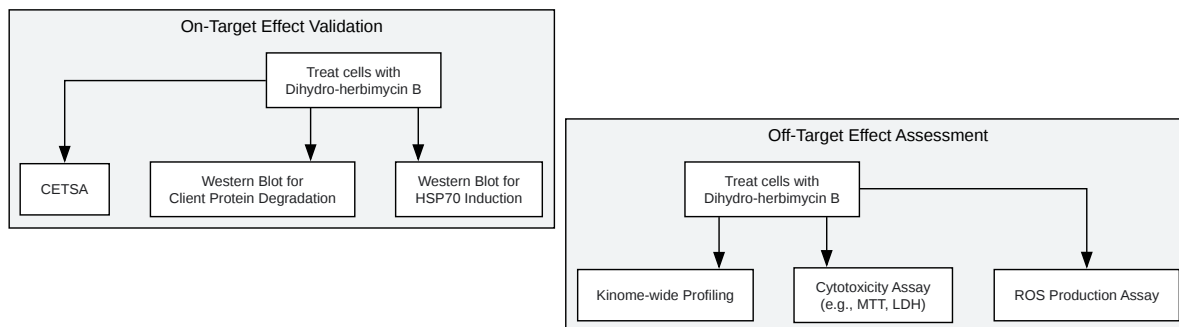 On-Target Effect Validation
Treat cells with
Dihydro-herbimycin B
CETSA
Western Blot for
Client Protein Degradation
Western Blot for
HSP70 Induction
Off-Target Effect Assessment
Treat cells with
Dihydro-herbimycin B
Kinome-wide Profiling
Cytotoxicity Assay
(e.g., MTT, LDH)
ROS Production Assay